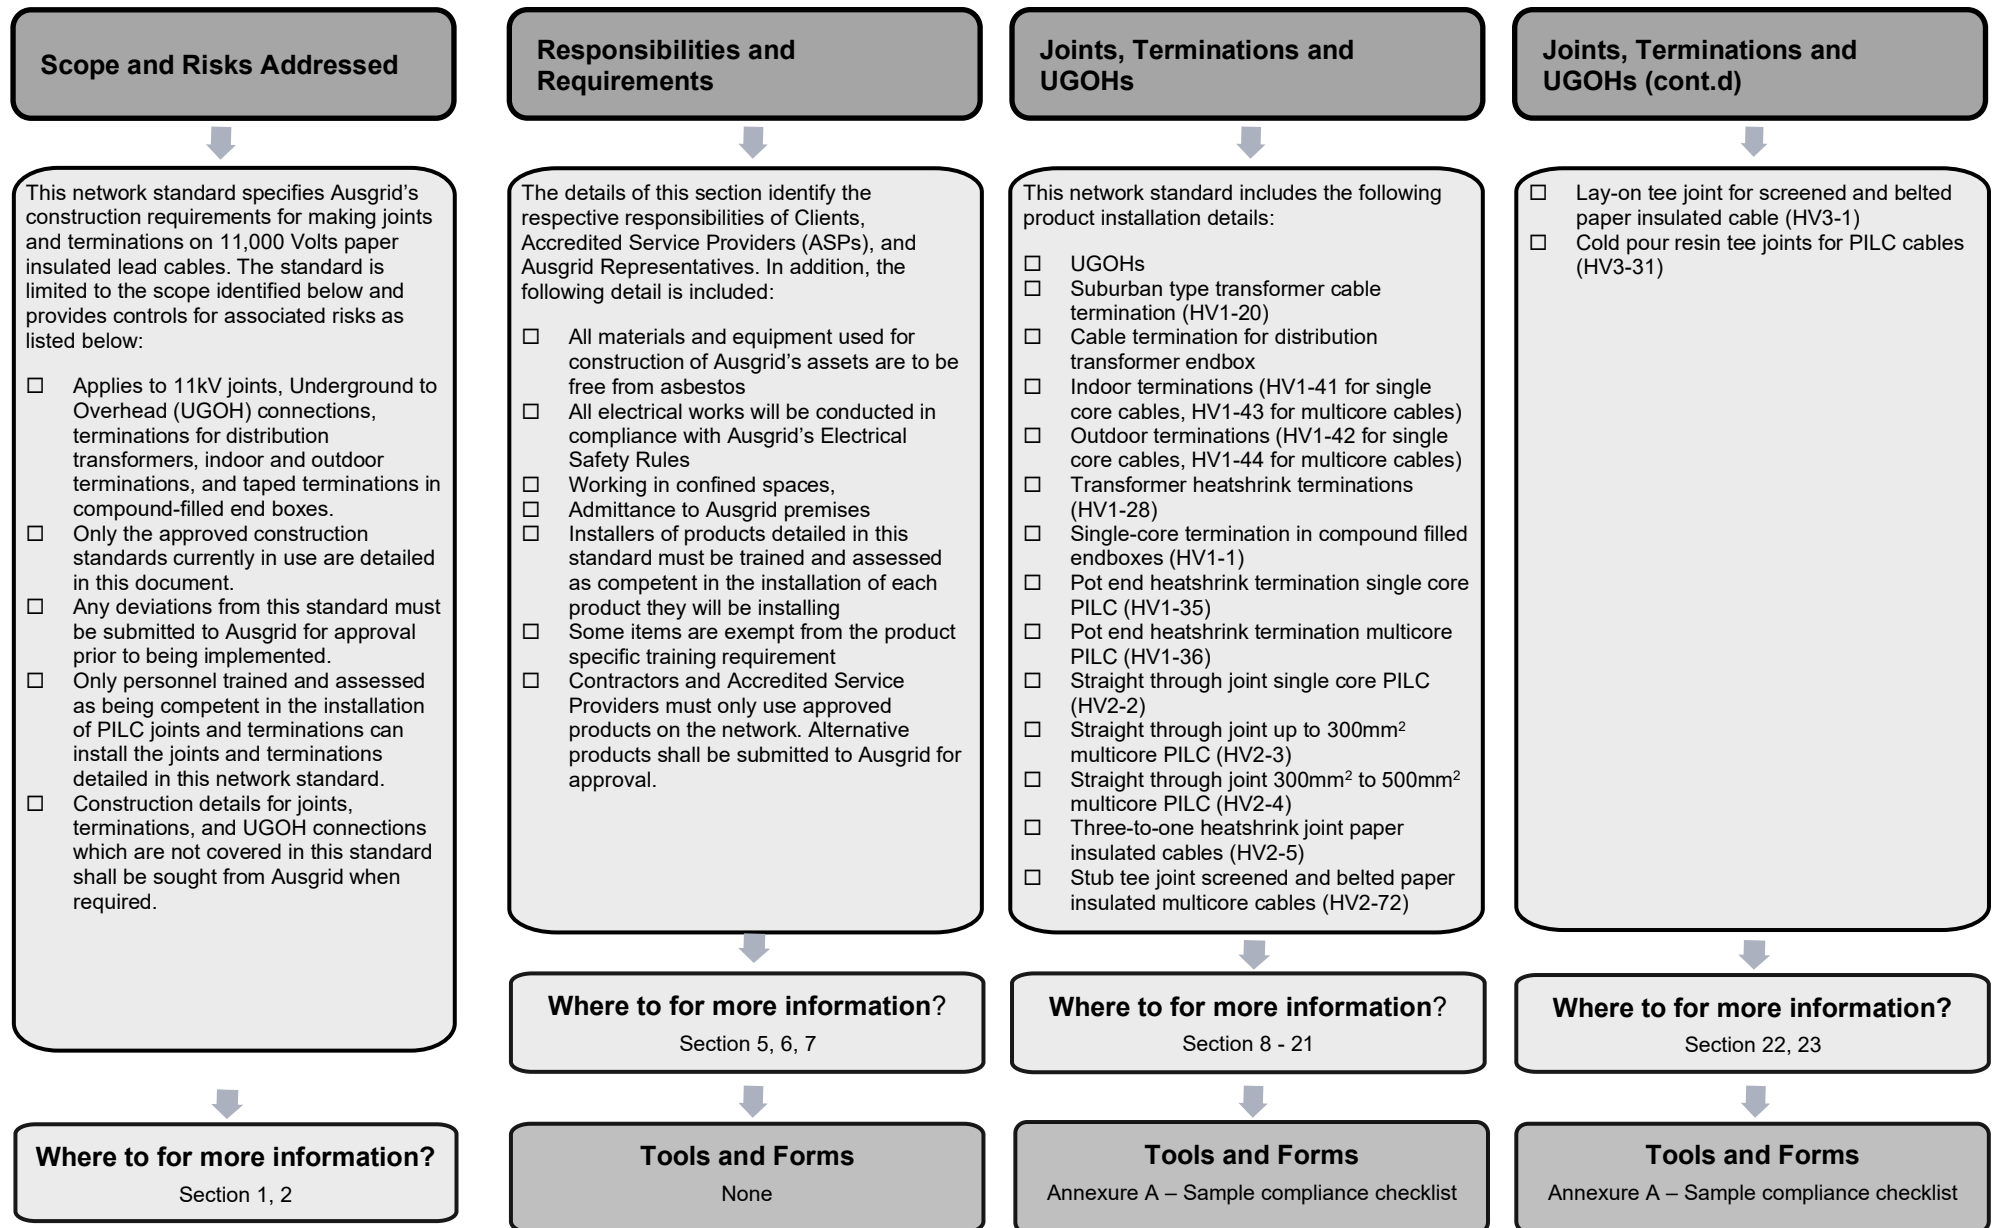 Scope and Risks Addressed
This network standard specifies Ausgrid's
construction requirements for making joints
and terminations on 11,000 Volts paper
insulated lead cables. The standard is
limited to the scope identified below and
provides controls for associated risks as
listed below:
☐ Applies to 11kV joints, Underground to
Overhead (UGOH) connections,
terminations for distribution
transformers, indoor and outdoor
terminations, and taped terminations in
compound-filled end boxes.
☐ Only the approved construction
standards currently in use are detailed
in this document.
☐ Any deviations from this standard must
be submitted to Ausgrid for approval
prior to being implemented.
☐ Only personnel trained and assessed
as being competent in the installation
of PILC joints and terminations can
install the joints and terminations
detailed in this network standard.
☐ Construction details for joints,
terminations, and UGOH connections
which are not covered in this standard
shall be sought from Ausgrid when
required.
Where to for more information?
Section 1, 2
Responsibilities and
Requirements
The details of this section identify the
respective responsibilities of Clients,
Accredited Service Providers (ASPs), and
Ausgrid Representatives. In addition, the
following detail is included:
☐ All materials and equipment used for
construction of Ausgrid's assets are to be
free from asbestos
☐ All electrical works will be conducted in
compliance with Ausgrid's Electrical
Safety Rules
☐ Working in confined spaces,
☐ Admittance to Ausgrid premises
☐ Installers of products detailed in this
standard must be trained and assessed
as competent in the installation of each
product they will be installing
☐ Some items are exempt from the product
specific training requirement
☐ Contractors and Accredited Service
Providers must only use approved
products on the network. Alternative
products shall be submitted to Ausgrid for
approval.
Where to for more information?
Section 5, 6, 7
Tools and Forms
None
Joints, Terminations and
UGOHs
This network standard includes the following
product installation details:
☐ UGOHs
☐ Suburban type transformer cable
termination (HV1-20)
☐ Cable termination for distribution
transformer endbox
☐ Indoor terminations (HV1-41 for single
core cables, HV1-43 for multicore cables)
☐ Outdoor terminations (HV1-42 for single
core cables, HV1-44 for multicore cables)
☐ Transformer heatshrink terminations
(HV1-28)
☐ Single-core termination in compound filled
endboxes (HV1-1)
☐ Pot end heatshrink termination single core
PILC (HV1-35)
☐ Pot end heatshrink termination multicore
PILC (HV1-36)
☐ Straight through joint single core PILC
(HV2-2)
☐ Straight through joint up to 300mm²
multicore PILC (HV2-3)
☐ Straight through joint 300mm² to 500mm²
multicore PILC (HV2-4)
☐ Three-to-one heatshrink joint paper
insulated cables (HV2-5)
☐ Stub tee joint screened and belted paper
insulated multicore cables (HV2-72)
Where to for more information?
Section 8 - 21
Tools and Forms
Annexure A – Sample compliance checklist
Joints, Terminations and
UGOHs (cont.d)
☐ Lay-on tee joint for screened and belted
paper insulated cable (HV3-1)
☐ Cold pour resin tee joints for PILC cables
(HV3-31)
Where to for more information?
Section 22, 23
Tools and Forms
Annexure A – Sample compliance checklist